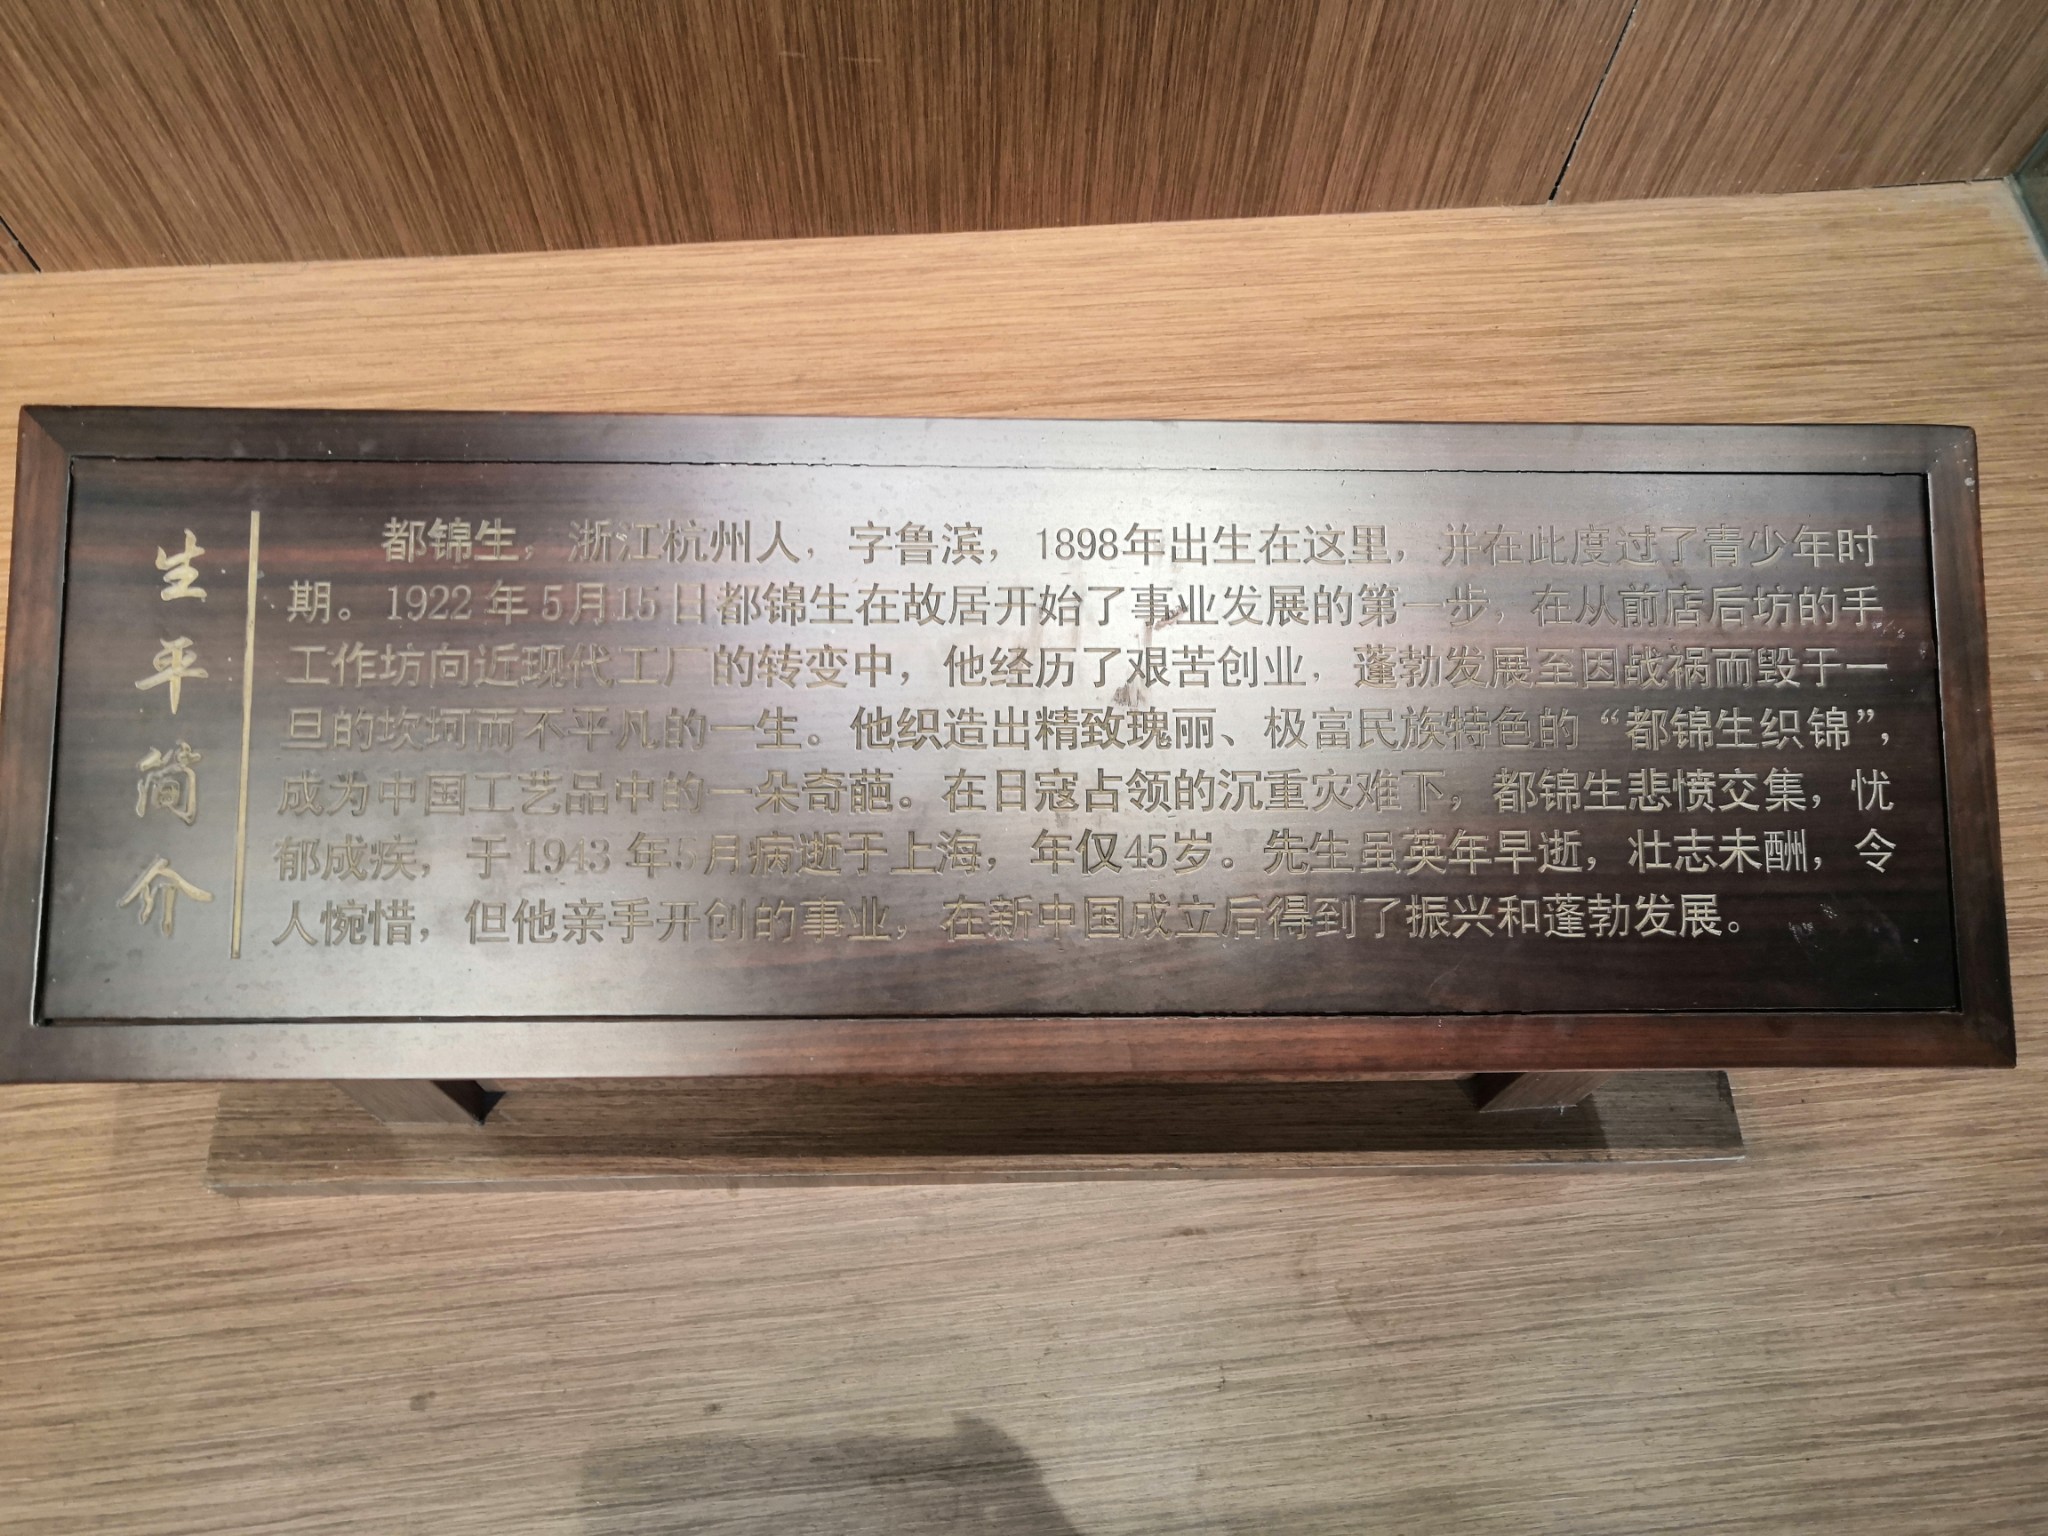 生平简介
都锦生，浙江杭州人，字鲁滨，1898年出生在这里，并在此度过了青少年时
期。1922年5月15日都锦生在故居开始了事业发展的第一步，在从前店后坊的手
工作坊向近现代工厂的转变中，他经历了艰苦创业，蓬勃发展至因战祸而毁于一
旦的坎坷而不平凡的一生。他织造出精致瑰丽、极富民族特色的“都锦生织锦”，
成为中国工艺品中的一朵奇葩。在日寇占领的沉重灾难下，都锦生悲愤交集，忧
郁成疾，于1943年5月病逝于上海，年仅45岁。先生虽英年早逝，壮志未酬，令
人惋惜，但他亲手开创的事业，在新中国成立后得到了振兴和蓬勃发展。